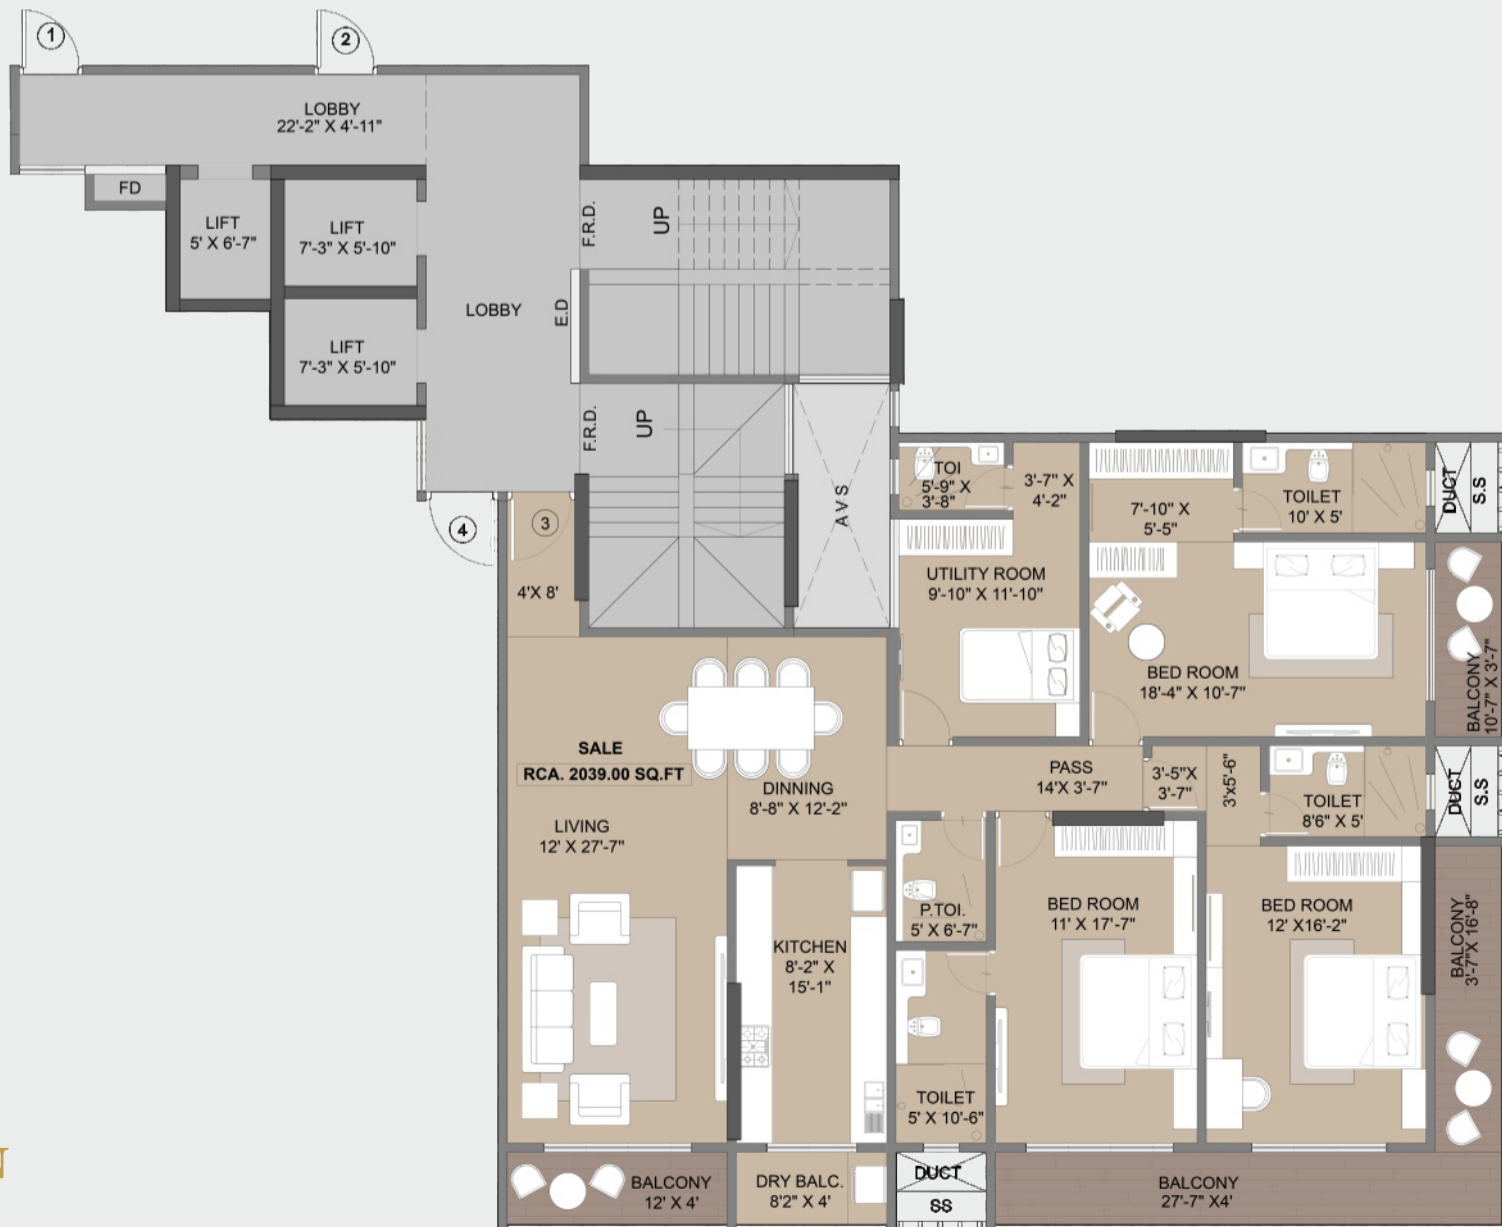 1
2
LOBBY
22'-2" X 4'-11"
FD
LIFT
5' X 6'-7"
LIFT
7'-3" X 5'-10"
LIFT
7'-3" X 5'-10"
LOBBY
F.R.D.
UP
E.D
F.R.D.
UP
AVS
4
3
4'X 8'
TOI
5'-9" X
3'-8"
3'-7" X
4'-2"
7'-10" X
5'-5"
TOILET
10' X 5'
DUCT
S.S
UTILITY ROOM
9'-10" X 11'-10"
BED ROOM
18'-4" X 10'-7"
BALCONY
10'-7" X 3'-7"
SALE
RCA. 2039.00 SQ.FT
DINNING
8'-8" X 12'-2"
LIVING
12' X 27'-7"
PASS
14'X 3'-7"
3'-5"X
3'-7"
3'x5'-6"
TOILET
8'6" X 5'
DUCT
S.S
P.TOI.
5' X 6'-7"
BED ROOM
11' X 17'-7"
BED ROOM
12' X16'-2"
BALCONY
3'-7"X 16'-8"
KITCHEN
8'-2" X
15'-1"
TOILET
5' X 10'-6"
BALCONY
12' X 4'
DRY BALC.
8'2" X 4'
DUCT
SS
BALCONY
27'-7" X4'
N